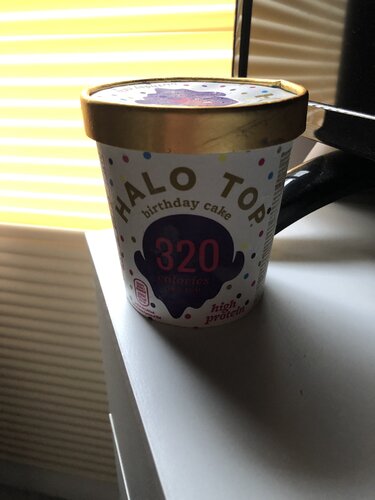 HALO TOP
birthday cake
320
calories
high
protein